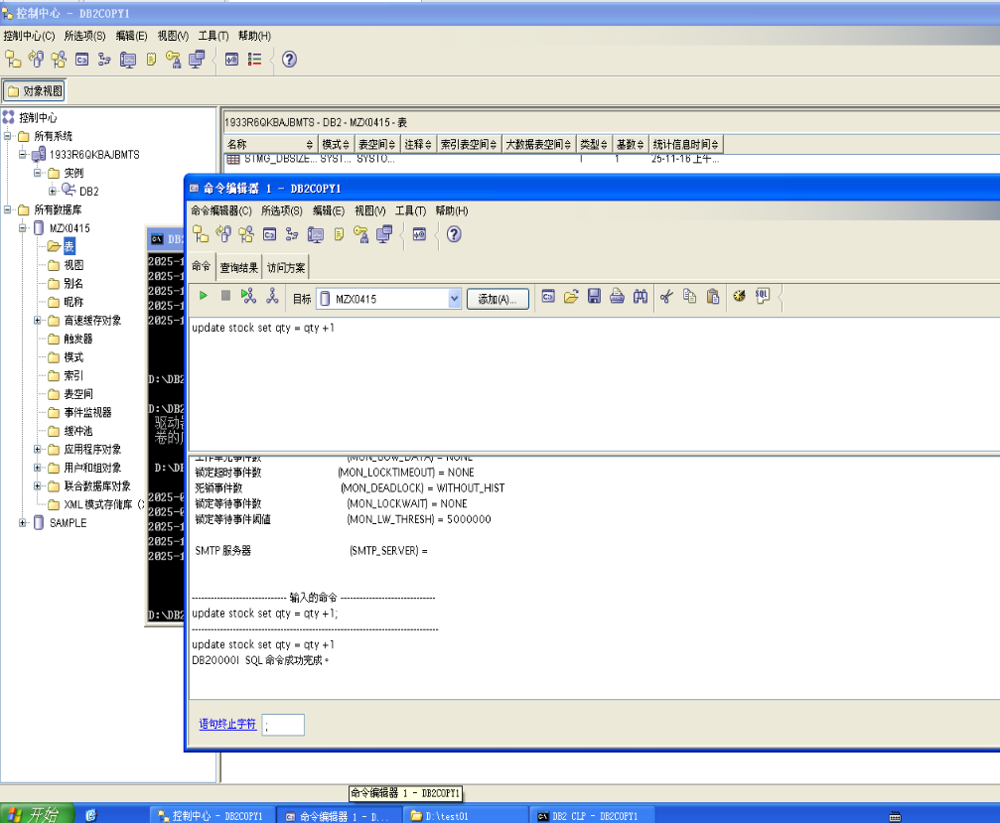 控制中心 - DB2COPY1
控制中心(C) 所选项(S) 编辑(E) 视图(V) 工具(T) 帮助(H)
对象视图
控制中心
所有系统
1933R6QKBAJBMTS
实例
DB2
所有数据库
MZX0415
表
视图
别名
昵称
高速缓存对象
触发器
模式
索引
表空间
事件监视器
缓冲池
应用程序对象
用户和组对象
联合数据库对象
XML 模式存储库 (
SAMPLE
1933R6QKBAJBMTS - DB2 - MZX0415 - 表
名称 模式 表空间 注释 索引表空间 大数据表空间 类型 基数 统计信息时间
STMG_DBSIZE... SYST... SYSTO... 1 25-11-16 上午...
DB
2025-1
2025-1
2025-1
2025-1
2025-1
D:\DB2
D:\DB2
D:\DB
2025-0
2025-0
2025-1
2025-1
2025-1
D:\DB2
命令编辑器 1 - DB2COPY1
命令编辑器(C) 所选项(S) 编辑(E) 视图(V) 工具(T) 帮助(H)
命令 查询结果 访问方案
目标 MZX0415 添加(A)...
update stock set qty = qty +1
工作单元事件数 (MON_UOW_DATA) = NONE
锁定超时事件数 (MON_LOCKTIMEOUT) = NONE
死锁事件数 (MON_DEADLOCK) = WITHOUT_HIST
锁定等待事件数 (MON_LOCKWAIT) = NONE
锁定等待事件阈值 (MON_LW_THRESH) = 5000000
SMTP 服务器 (SMTP_SERVER) =
------------------------------ 输入的命令 ------------------------------
update stock set qty = qty +1;
------------------------------------------------------------------------------
update stock set qty = qty +1
DB20000I SQL 命令成功完成。
语句终止字符 ;
命令编辑器 1 - DB2COPY1
开始 控制中心 - DB2COPY1 命令编辑器 1 - D... D:\test01 DB2 CLP - DB2COPY1